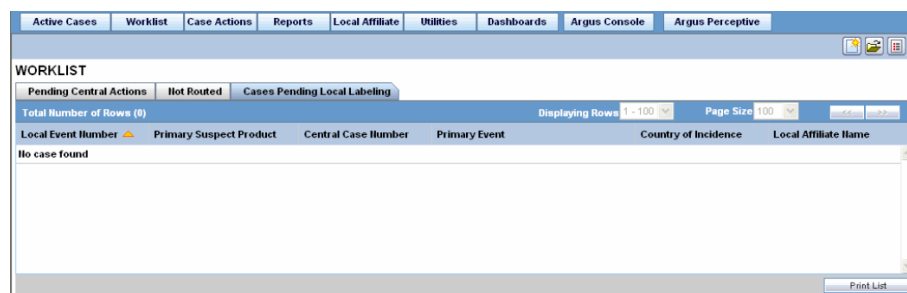 Active Cases Worklist Case Actions Reports Local Affiliate Utilities Dashboards Argus Console Argus Perceptive
WORKLIST
Pending Central Actions Not Routed Cases Pending Local Labeling
Total Number of Rows (0) Displaying Rows 1 - 100 Page Size 100 << >>
Local Event Number Primary Suspect Product Central Case Number Primary Event Country of Incidence Local Affiliate Name
No case found
Print List